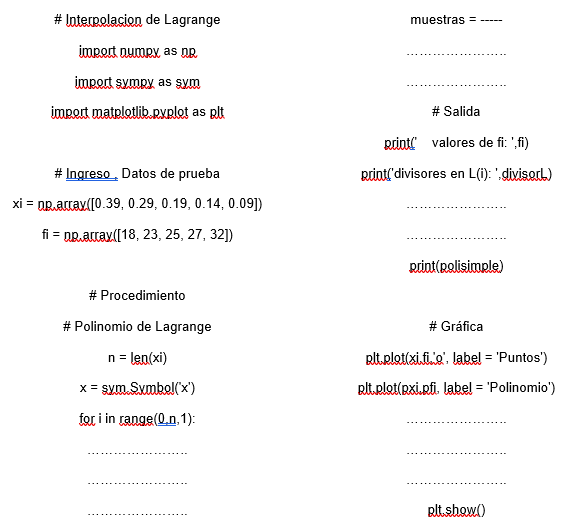 # Interpolacion de Lagrange
import numpy as np
import sympy as sym
import matplotlib.pyplot as plt
# Ingreso , Datos de prueba
xi = np.array([0.39, 0.29, 0.19, 0.14, 0.09])
fi = np.array([18, 23, 25, 27, 32])
# Procedimiento
# Polinomio de Lagrange
n = len(xi)
x = sym.Symbol('x')
for i in range(0,n,1):
…………………..
…………………..
…………………..
muestras = -----
…………………..
…………………..
# Salida
print('    valores de fi: ',fi)
print('divisores en L(i): ',divisorL)
…………………..
…………………..
print(polisimple)
# Gráfica
plt.plot(xi,fi,'o', label = 'Puntos')
plt.plot(pxi,pfi, label = 'Polinomio')
…………………..
…………………..
plt.show()